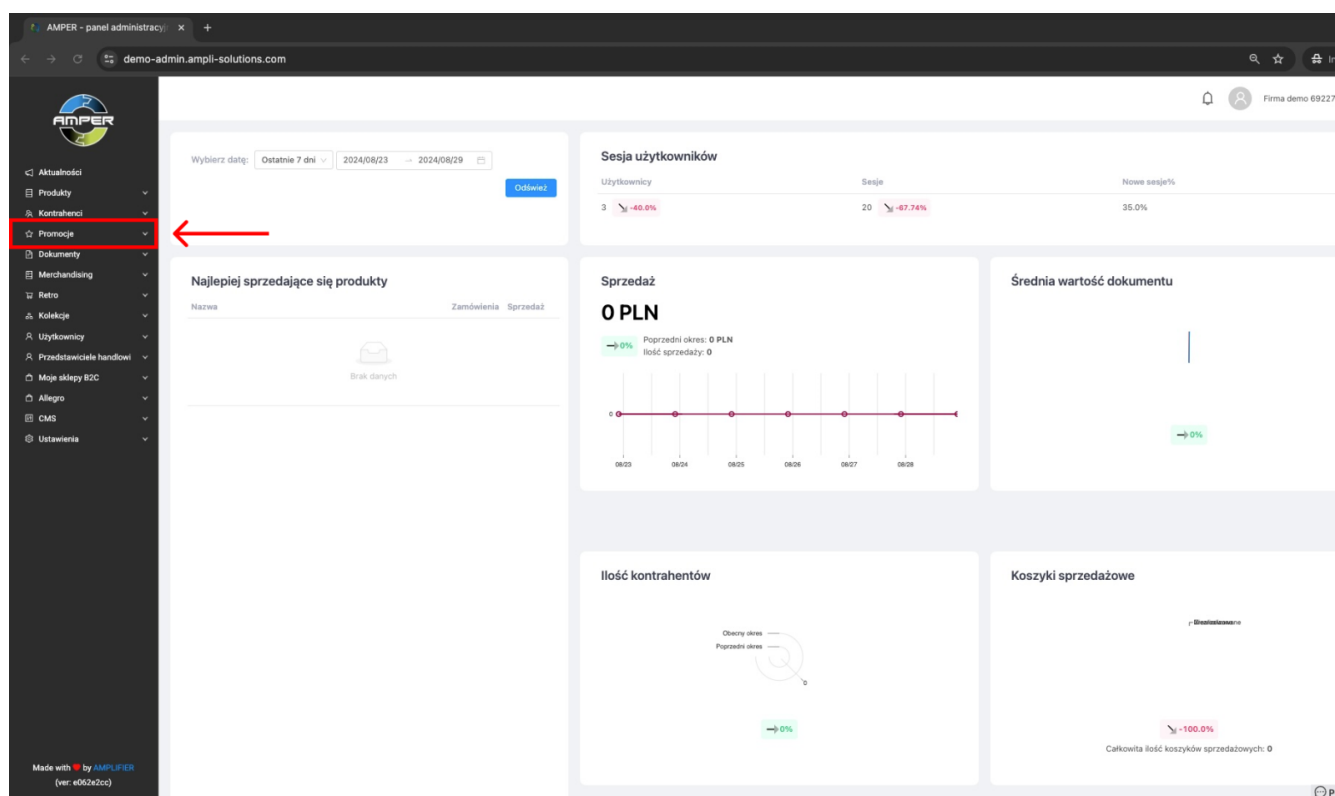 AMPER - panel administracyj
demo-admin.ampli-solutions.com
AMPER
Firma demo 69227
Aktualności
Produkty
Kontrahenci
Promocje
Dokumenty
Merchandising
Retro
Kolekcje
Użytkownicy
Przedstawiciele handlowi
Moje sklepy B2C
Allegro
CMS
Ustawienia
Made with by AMPLIFIER
(ver: e062e2cc)
Wybierz datę: Ostatnie 7 dni 2024/08/23 → 2024/08/29
Odśwież
Sesja użytkowników
Użytkownicy Sesje Nowe sesje%
3 -40.0% 20 -67.74% 35.0%
Najlepiej sprzedające się produkty
Nazwa Zamówienia Sprzedaż
Brak danych
Sprzedaż
0 PLN
0% Poprzedni okres: 0 PLN
Ilość sprzedaży: 0
0
08/23 08/24 08/25 08/26 08/27 08/28
Średnia wartość dokumentu
0%
Ilość kontrahentów
Obecny okres
Poprzedni okres
0
0%
Koszyki sprzedażowe
-100.0%
Całkowita ilość koszyków sprzedażowych: 0